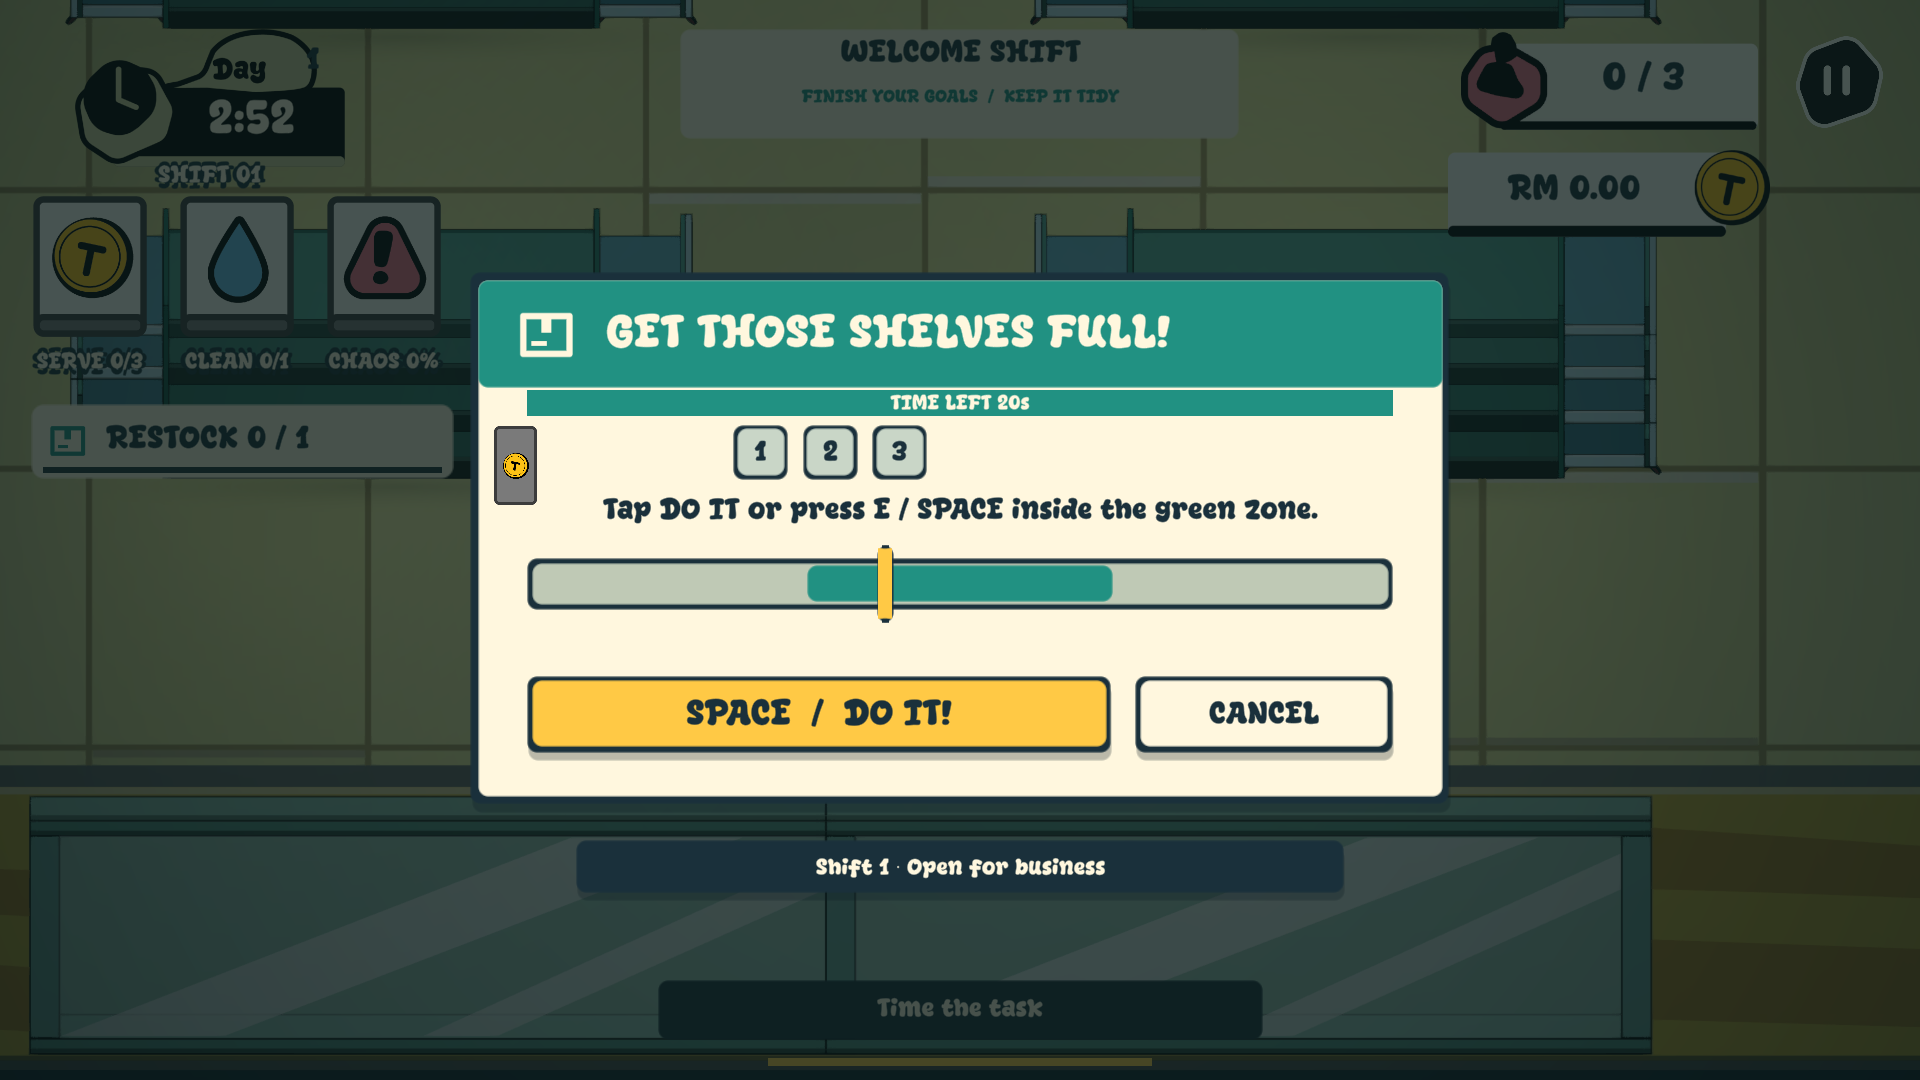 Day 1
2:52
SHIFT 01
WELCOME SHIFT
FINISH YOUR GOALS / KEEP IT TIDY
0 / 3
RM 0.00
T
T
SERVE 0/3
CLEAN 0/1
CHAOS 0%
RESTOCK 0 / 1
GET THOSE SHELVES FULL!
TIME LEFT 20s
T
1 2 3
Tap DO IT or press E / SPACE inside the green zone.
SPACE / DO IT!
CANCEL
Shift 1 · Open for business
Time the task